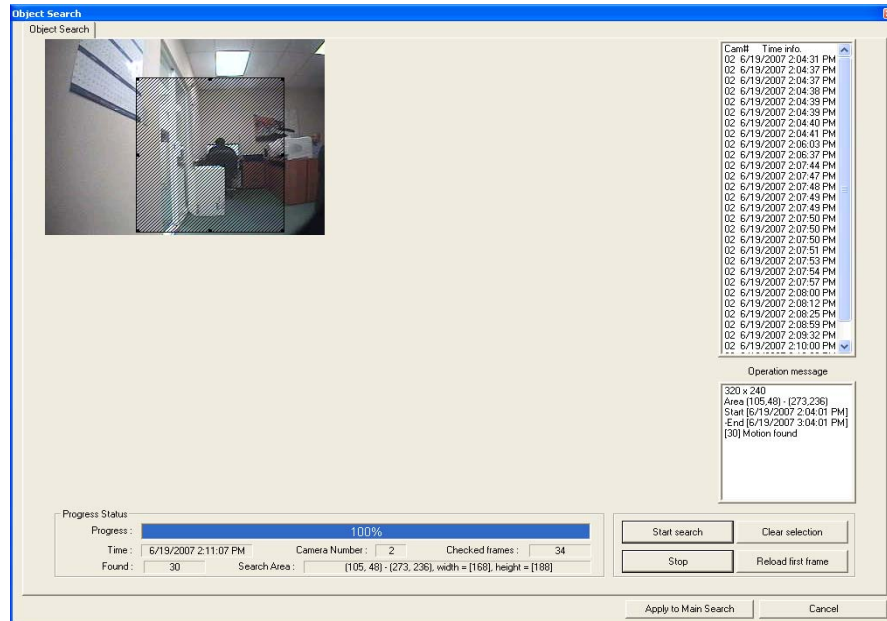 Object Search
Object Search
Cam# Time info.
02 6/19/2007 2:04:31 PM
02 6/19/2007 2:04:37 PM
02 6/19/2007 2:04:37 PM
02 6/19/2007 2:04:38 PM
02 6/19/2007 2:04:39 PM
02 6/19/2007 2:04:39 PM
02 6/19/2007 2:04:40 PM
02 6/19/2007 2:04:41 PM
02 6/19/2007 2:06:03 PM
02 6/19/2007 2:06:37 PM
02 6/19/2007 2:07:44 PM
02 6/19/2007 2:07:47 PM
02 6/19/2007 2:07:48 PM
02 6/19/2007 2:07:49 PM
02 6/19/2007 2:07:49 PM
02 6/19/2007 2:07:50 PM
02 6/19/2007 2:07:50 PM
02 6/19/2007 2:07:50 PM
02 6/19/2007 2:07:51 PM
02 6/19/2007 2:07:53 PM
02 6/19/2007 2:07:54 PM
02 6/19/2007 2:07:57 PM
02 6/19/2007 2:08:00 PM
02 6/19/2007 2:08:12 PM
02 6/19/2007 2:08:25 PM
02 6/19/2007 2:08:59 PM
02 6/19/2007 2:09:32 PM
02 6/19/2007 2:10:00 PM
Operation message
320 x 240
Area (105,48) - (273,236)
Start [6/19/2007 2:04:01 PM]
-End [6/19/2007 3:04:01 PM]
[30] Motion found
Progress Status
Progress : 100%
Time : 6/19/2007 2:11:07 PM Camera Number : 2 Checked frames : 34
Found : 30 Search Area : (105, 48) - (273, 236), width = [168], height = [188]
Start search Clear selection
Stop Reload first frame
Apply to Main Search Cancel